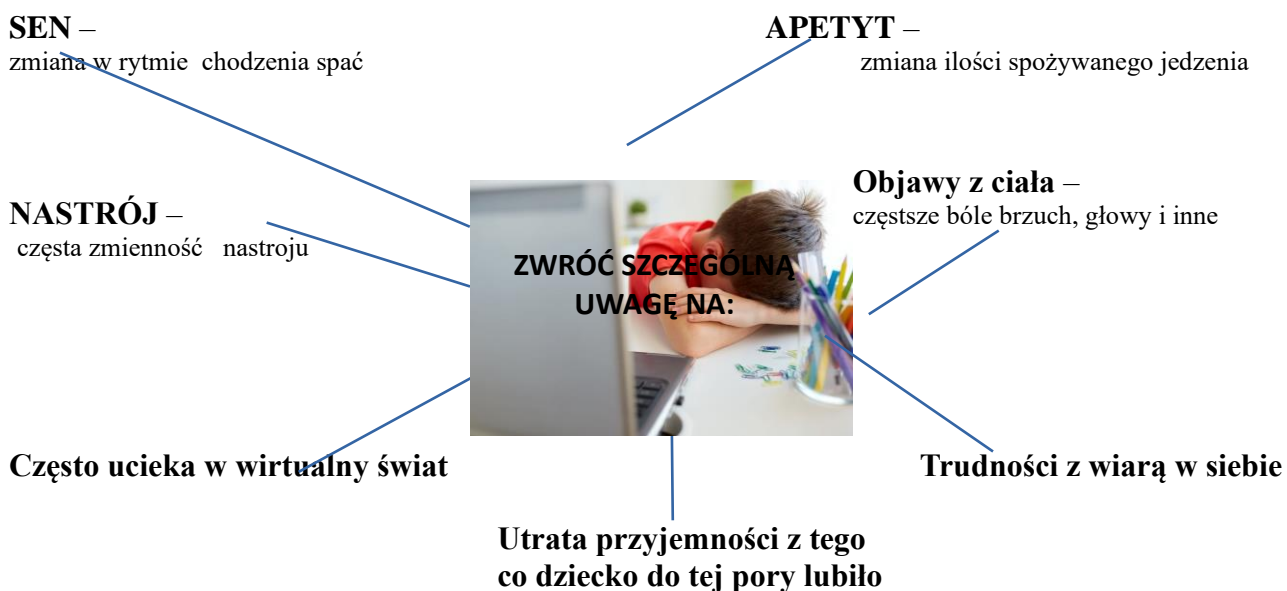 SEN –
zmiana w rytmie chodzenia spać
APETYT –
zmiana ilości spożywanego jedzenia
NASTRÓJ –
częsta zmienność nastroju
Objawy z ciała –
częstsze bóle brzuch, głowy i inne
ZWRÓĆ SZCZEGÓLNĄ
UWAGĘ NA:
Często ucieka w wirtualny świat
Trudności z wiarą w siebie
Utrata przyjemności z tego
co dziecko do tej pory lubiło